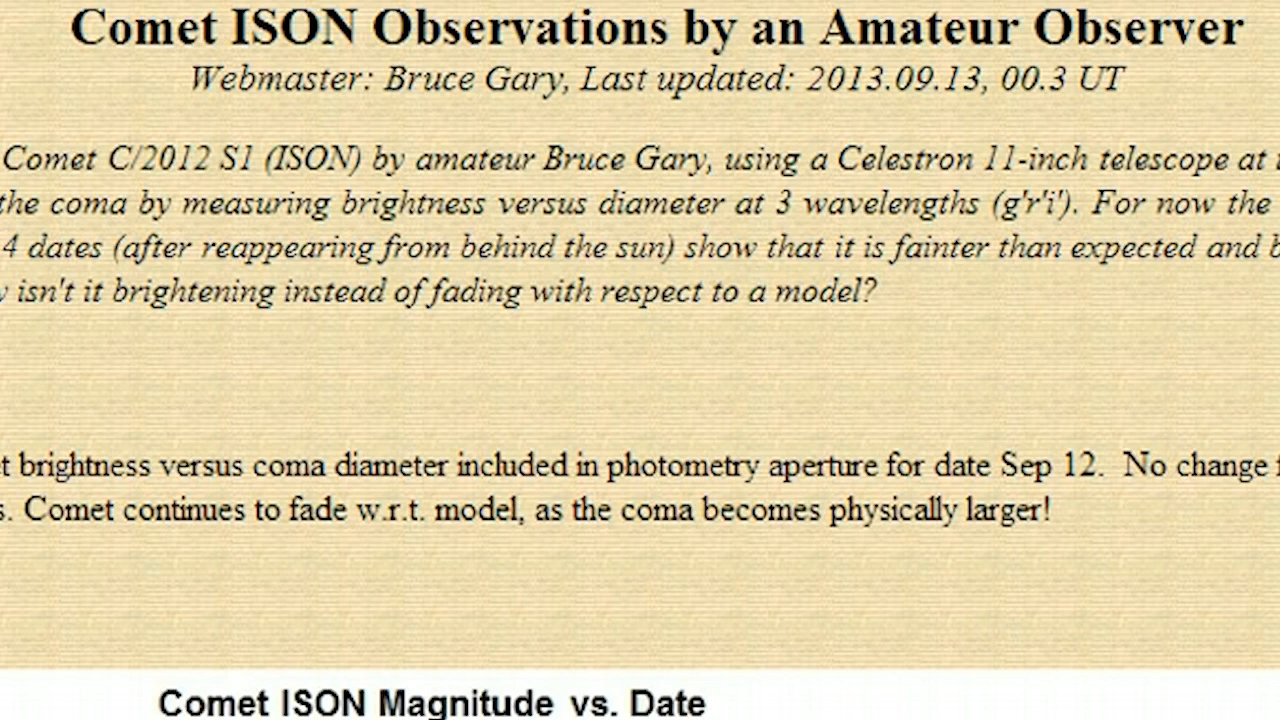 Comet ISON Observations by an Amateur Observer
Webmaster: Bruce Gary, Last updated: 2013.09.13, 00.3 UT
Comet C/2012 S1 (ISON) by amateur Bruce Gary, using a Celestron 11-inch telescope at
the coma by measuring brightness versus diameter at 3 wavelengths (g'r'i'). For now the
4 dates (after reappearing from behind the sun) show that it is fainter than expected and
isn't it brightening instead of fading with respect to a model?
brightness versus coma diameter included in photometry aperture for date Sep 12. No change
s. Comet continues to fade w.r.t. model, as the coma becomes physically larger!
Comet ISON Magnitude vs. Date